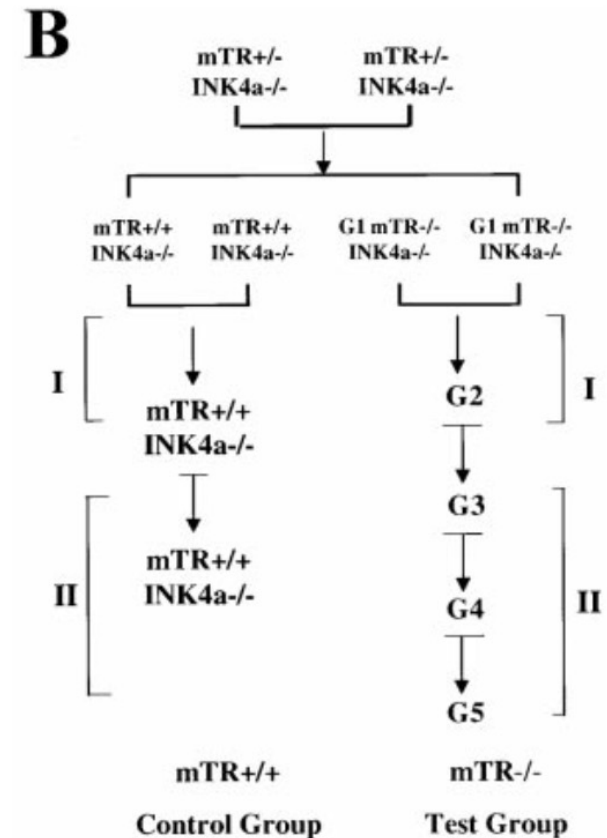 B
mTR+/- mTR+/-
INK4a-/- INK4a-/-
mTR+/+ mTR+/+ G1 mTR-/- G1 mTR-/-
INK4a-/- INK4a-/- INK4a-/- INK4a-/-
I G2 I
mTR+/+
INK4a-/-
G3
mTR+/+
INK4a-/-
II G4 II
G5
mTR+/+ mTR-/-
Control Group Test Group